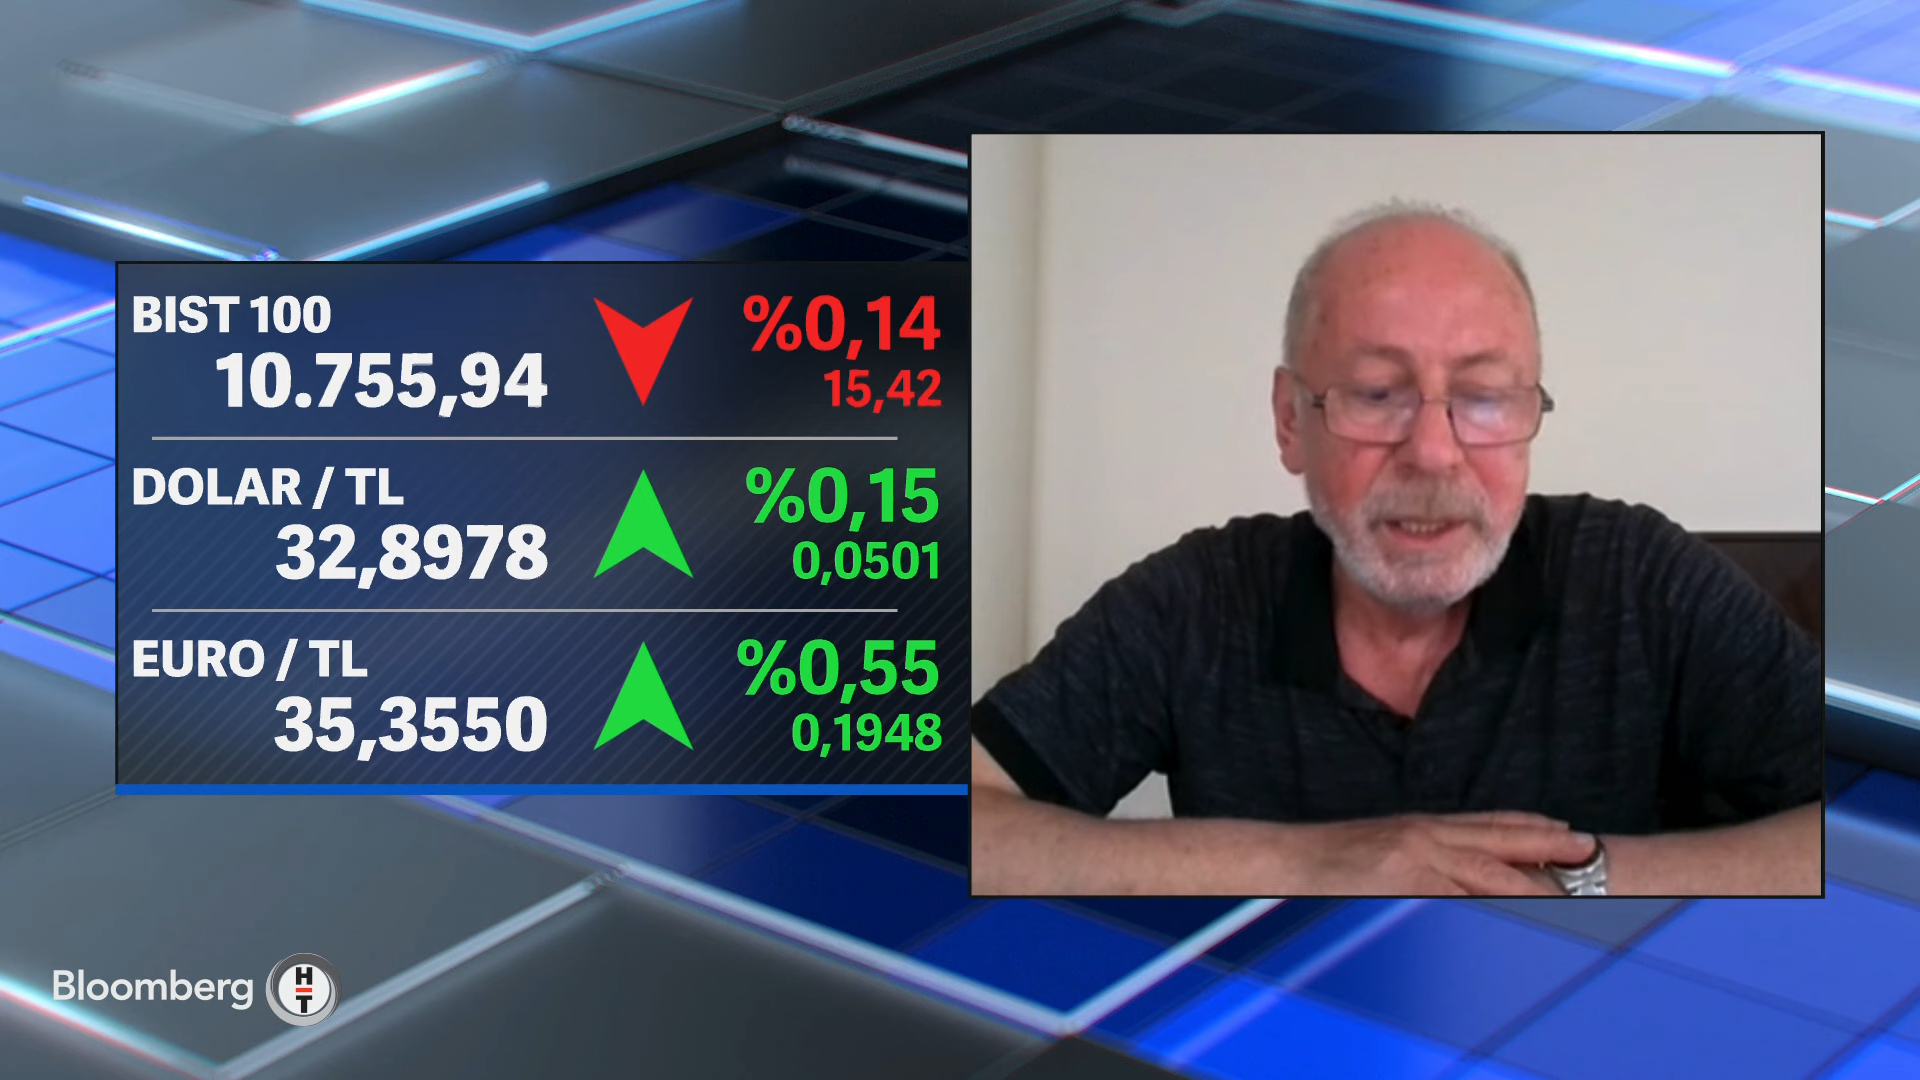 BIST 100
10.755,94
%0,14
15,42
DOLAR / TL
32,8978
%0,15
0,0501
EURO / TL
35,3550
%0,55
0,1948
Bloomberg HT